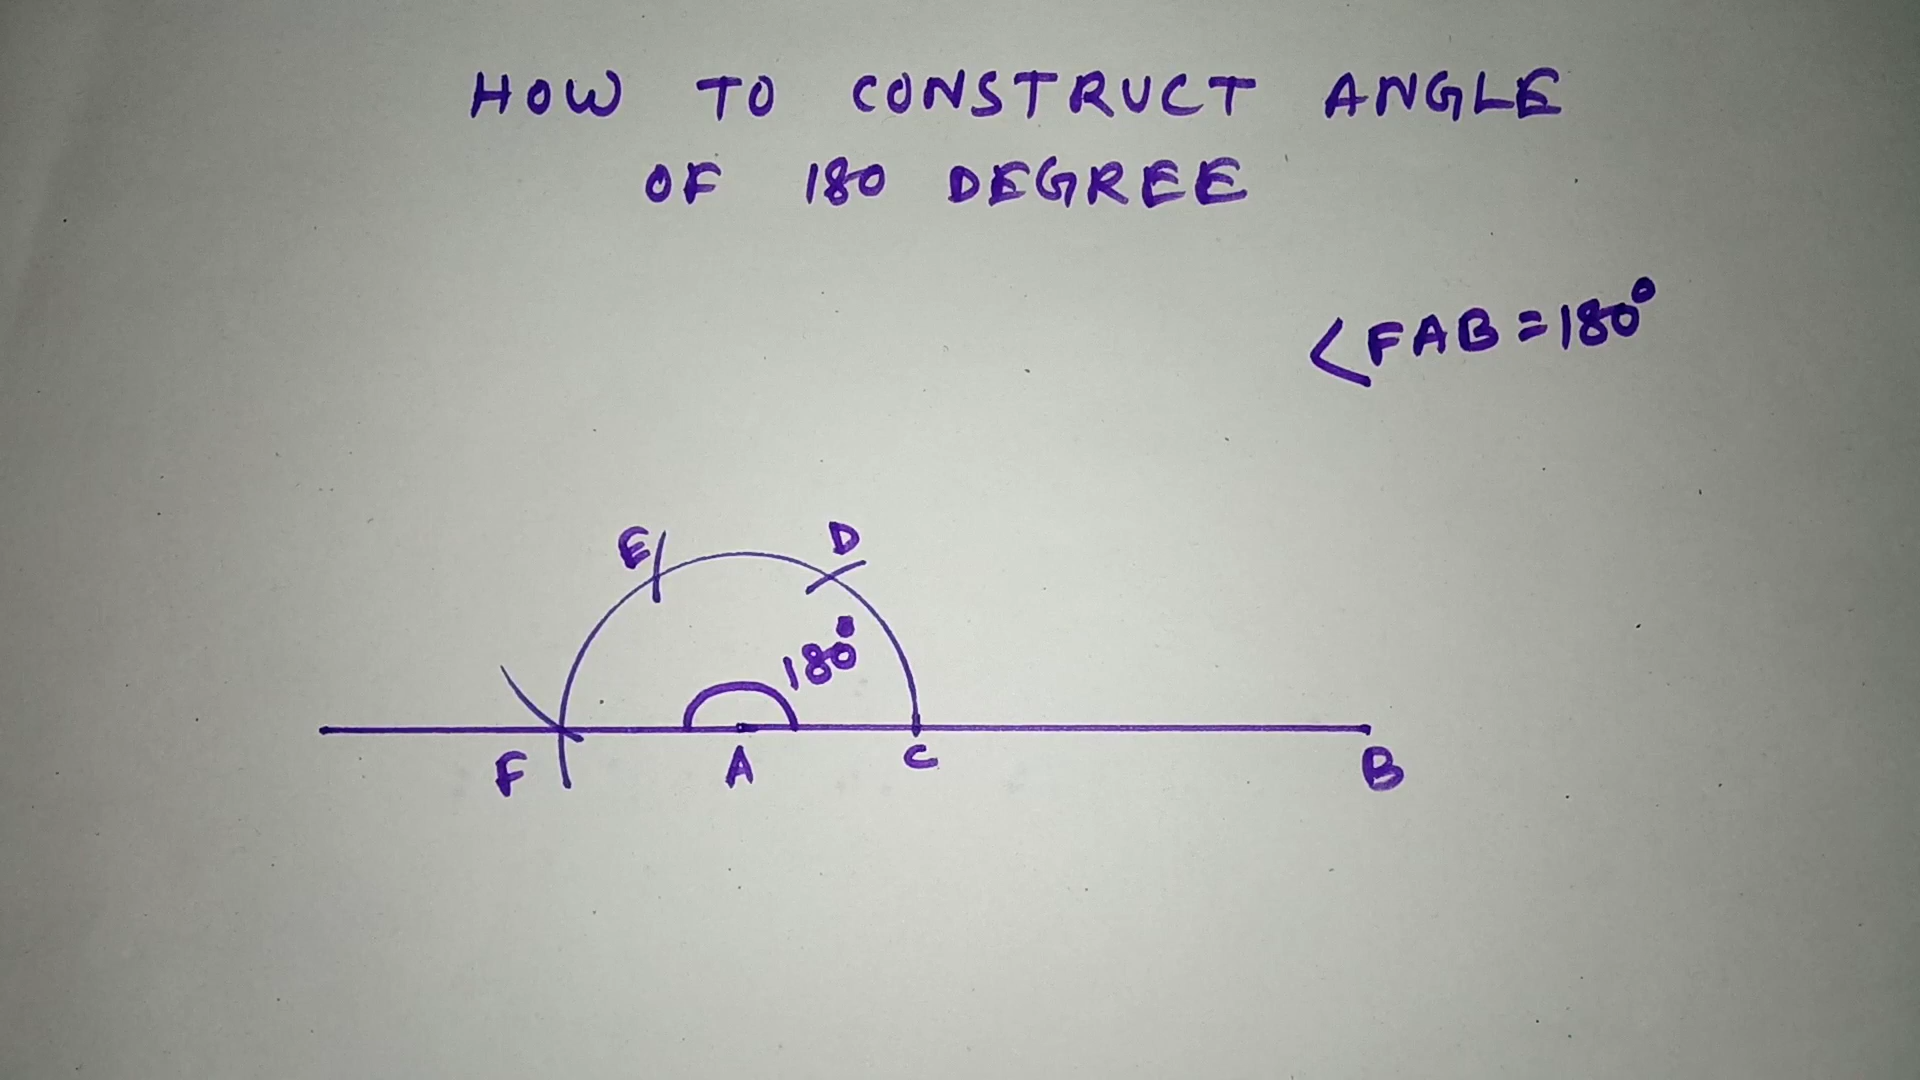 HOW TO CONSTRUCT ANGLE
OF 180 DEGREE
<FAB=180°
E D
180°
F A C B